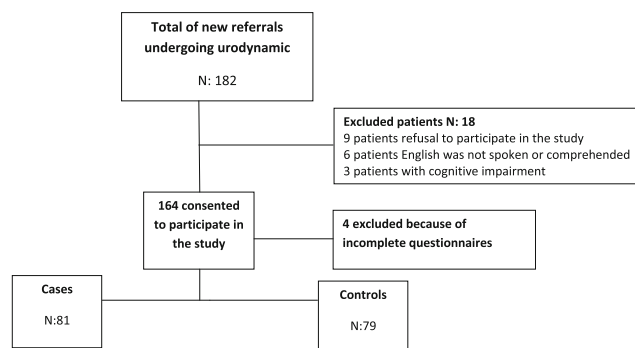 Total of new referrals
undergoing urodynamic
N: 182
Excluded patients N: 18
9 patients refusal to participate in the study
6 patients English was not spoken or comprehended
3 patients with cognitive impairment
164 consented
to participate in
the study
4 excluded because of
incomplete questionnaires
Cases
N:81
Controls
N:79